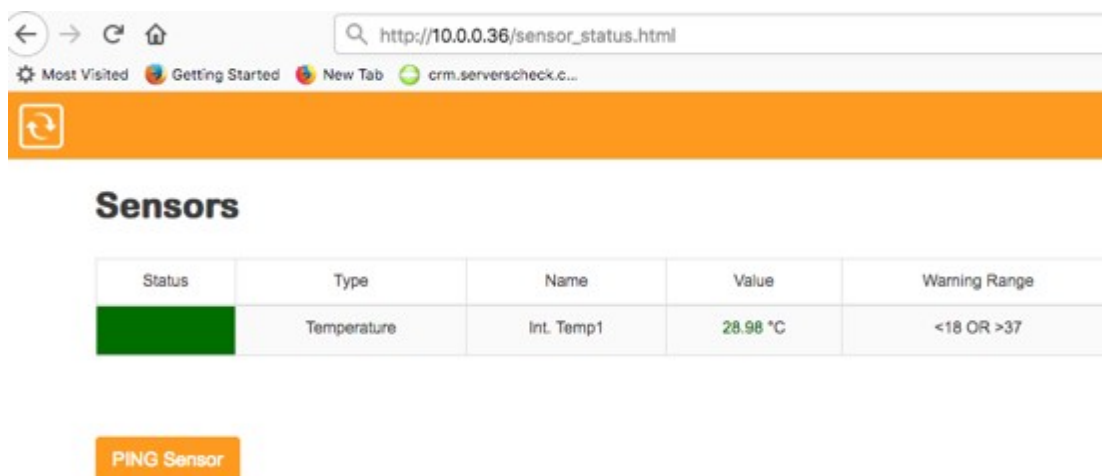 http://10.0.0.36/sensor_status.html
Most Visited Getting Started New Tab crm.serverscheck.c...
Sensors
Status Type Name Value Warning Range
Temperature Int. Temp1 28.98 °C <18 OR >37
PING Sensor